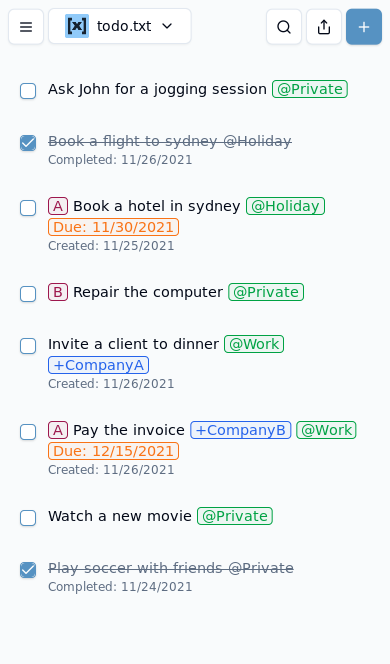 [x] todo.txt
Ask John for a jogging session @Private
Book a flight to sydney @Holiday
Completed: 11/26/2021
A Book a hotel in sydney @Holiday
Due: 11/30/2021
Created: 11/25/2021
B Repair the computer @Private
Invite a client to dinner @Work
+CompanyA
Created: 11/26/2021
A Pay the invoice +CompanyB @Work
Due: 12/15/2021
Created: 11/26/2021
Watch a new movie @Private
Play soccer with friends @Private
Completed: 11/24/2021